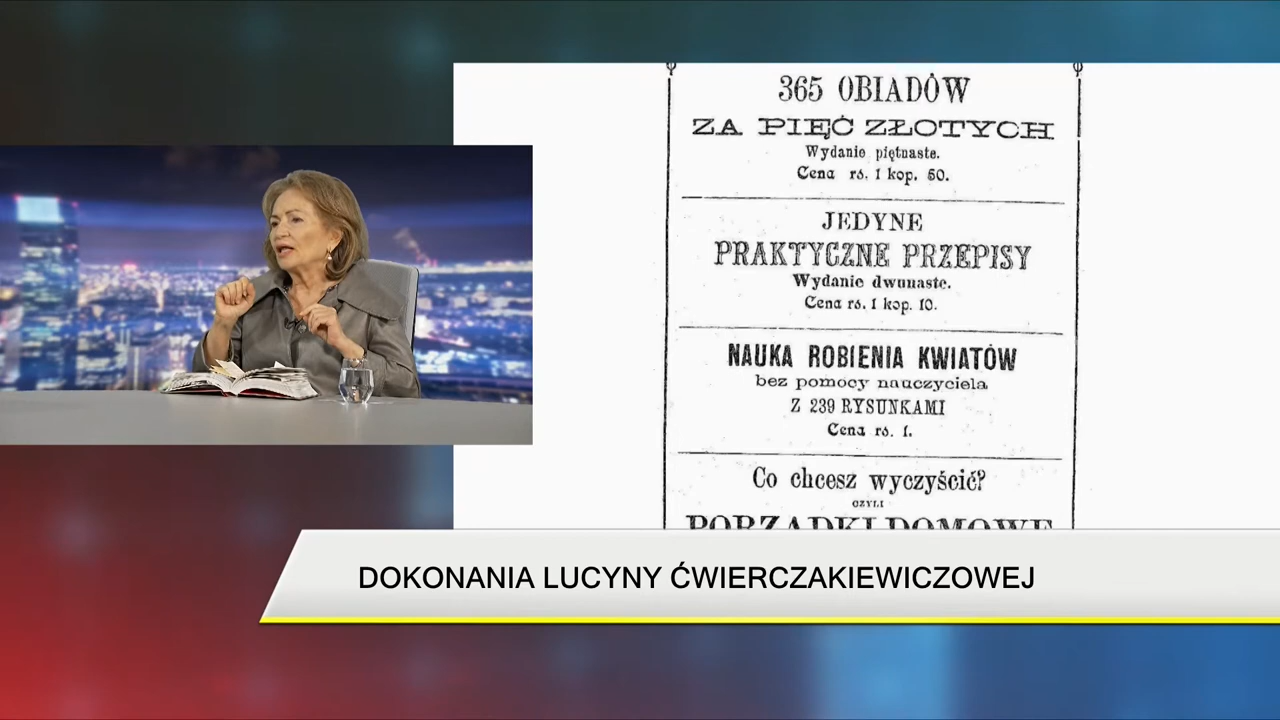 365 OBIADÓW
ZA PIĘĆ ZŁOTYCH
Wydanie piętnaste.
Cena rs. 1 kop. 50.
JEDYNE
PRAKTYCZNE PRZEPISY
Wydanie dwunaste.
Cena rs. 1 kop. 10.
NAUKA ROBIENIA KWIATÓW
bez pomocy nauczyciela
Z 239 RYSUNKAMI
Cena rs. 1.
Co chcesz wyczyścić?
CZYLI
PORZĄDKI DOMOWE
DOKONANIA LUCYNY ĆWIERCZAKIEWICZOWEJ